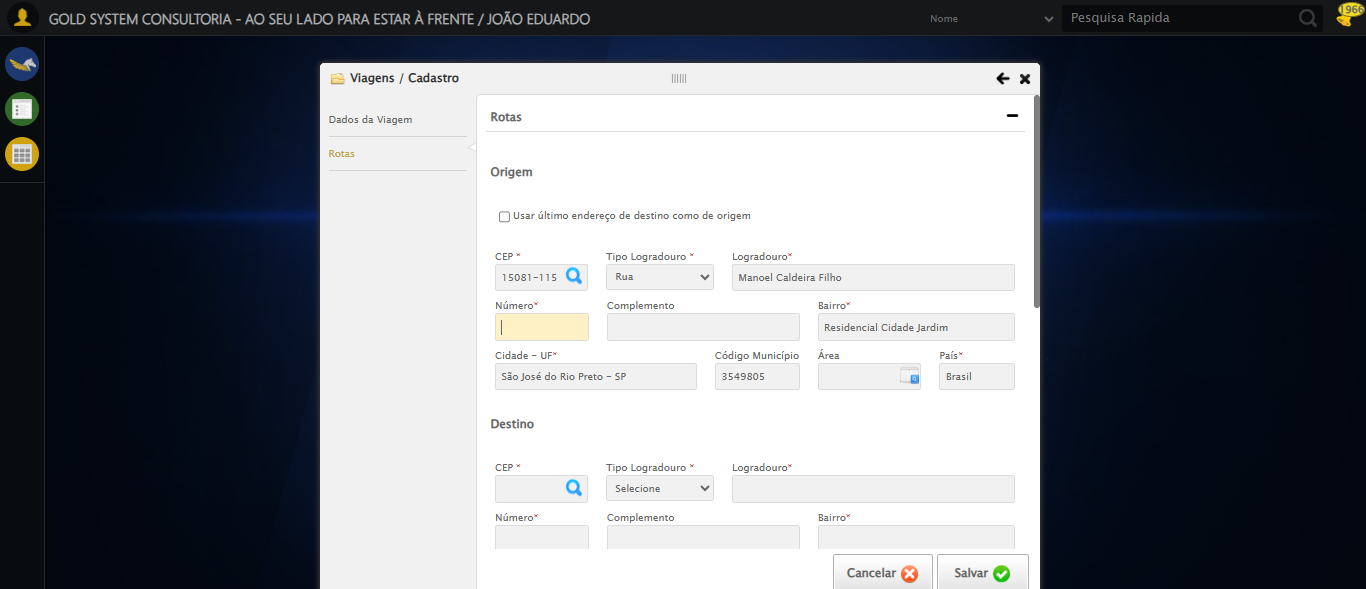 GOLD SYSTEM CONSULTORIA - AO SEU LADO PARA ESTAR À FRENTE / JOÃO EDUARDO
Nome
Pesquisa Rapida
1966
Viagens / Cadastro
Dados da Viagem
Rotas
Rotas
Origem
Usar último endereço de destino como de origem
CEP * Tipo Logradouro * Logradouro*
15081-115 Rua Manoel Caldeira Filho
Número* Complemento Bairro*
Residencial Cidade Jardim
Cidade - UF* Código Município Área País*
São José do Rio Preto - SP 3549805 Brasil
Destino
CEP * Tipo Logradouro * Logradouro*
Selecione
Número* Complemento Bairro*
Cancelar Salvar